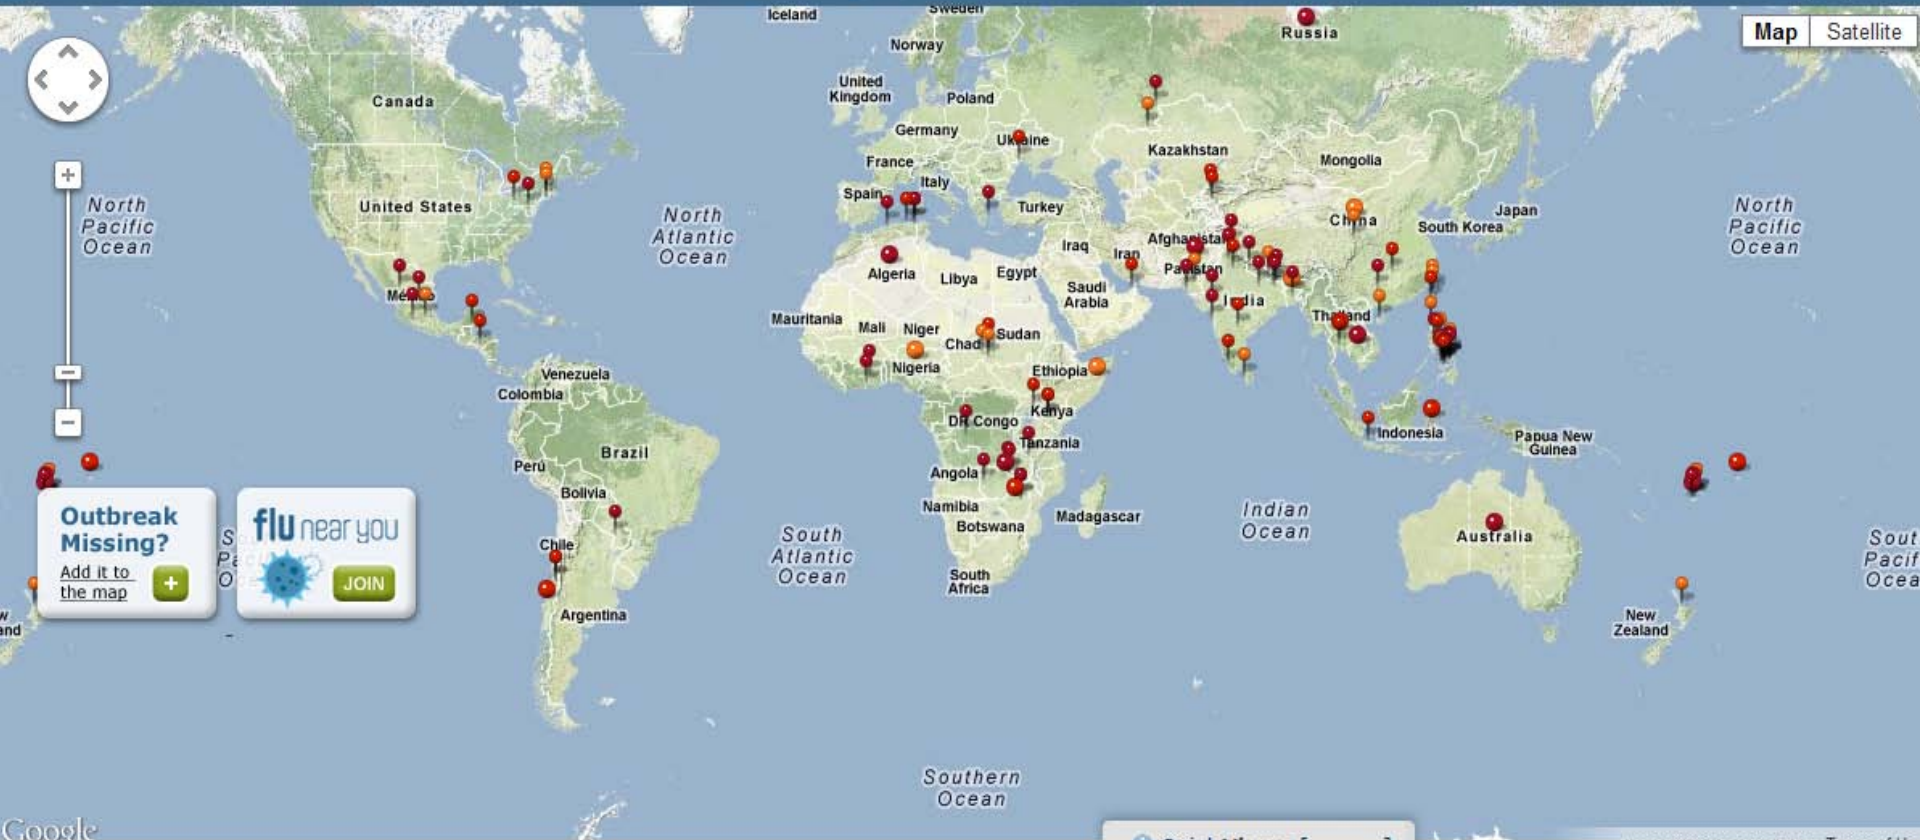 Iceland
Sweden
Russia
Map
Satellite
Norway
United
Kingdom
Poland
Canada
Germany
Ukraine
Kazakhstan
Mongolia
France
Italy
Spain
Turkey
North
Pacific
Ocean
United States
North
Atlantic
Ocean
China
Japan
South Korea
North
Pacific
Ocean
Iraq
Iran
Afghanistan
Pakistan
Algeria
Libya
Egypt
Saudi
Arabia
India
Thailand
México
Mauritania
Mali
Niger
Chad
Sudan
Nigeria
Ethiopia
Venezuela
Colombia
DR Congo
Kenya
Indonesia
Papua New
Guinea
Tanzania
Brazil
Perú
Angola
Bolivia
Namibia
Botswana
Madagascar
Indian
Ocean
South
Atlantic
Ocean
Australia
Chile
South
Africa
Argentina
New
Zealand
Outbreak
Missing?
Add it to
the map
+
flu near you
JOIN
Southern
Ocean
Google